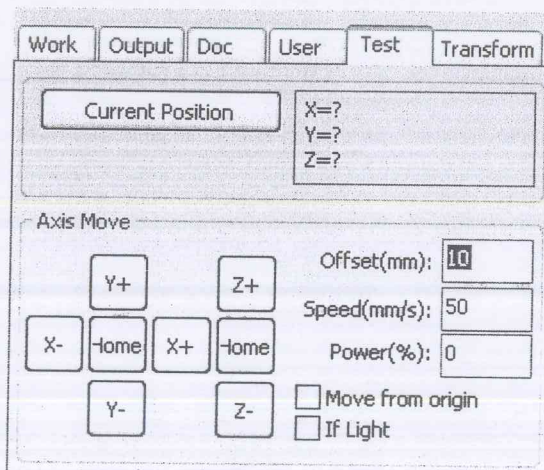 Work Output Doc User Test Transform
Current Position
X=?
Y=?
Z=?
Axis Move
Offset(mm): 10
Y+ Z+
Speed(mm/s): 50
X- Home X+ Home
Power(%): 0
Y- Z-
Move from origin
If Light